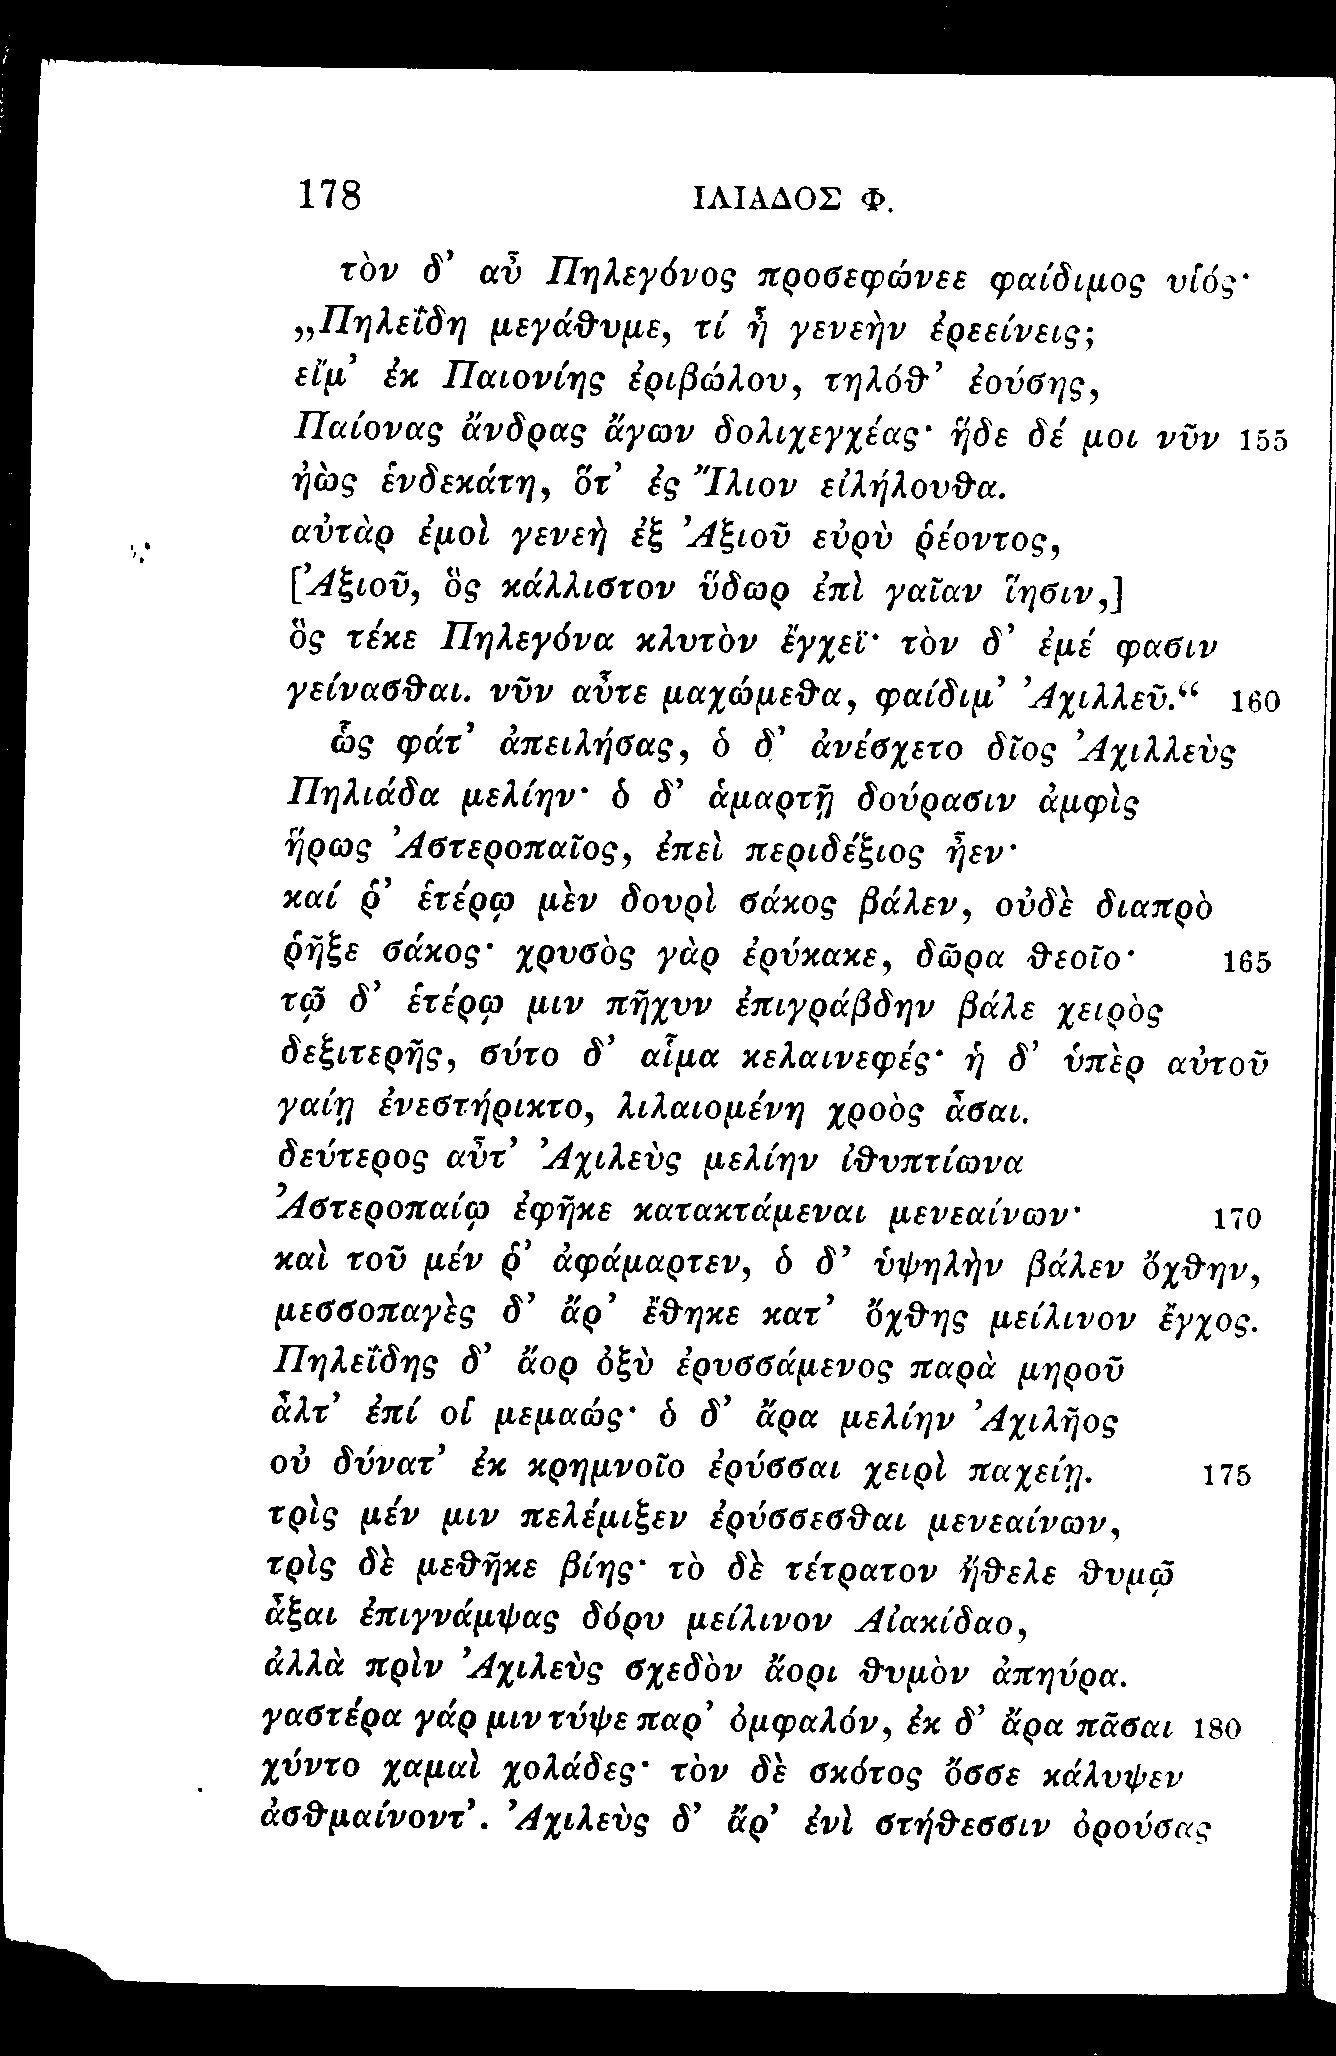 178 ΙΛΙΑΔΟΣ Φ.
τὸν δ’ αὖ Πηλεγόνος προσεφώνεε φαίδιμος υἱός·
„Πηλεΐδη μεγάθυμε, τί ἦ γενεὴν ἐρεείνεις;
εἴμ’ ἐκ Παιονίης ἐριβώλου, τηλόθ’ ἐούσης,
Παίονας ἄνδρας ἄγων δολιχεγχέας· ἥδε δέ μοι νῦν 155
ἠὼς ἑνδεκάτη, ὅτ’ ἐς Ἴλιον εἰλήλουθα.
αὐτὰρ ἐμοὶ γενεὴ ἐξ Ἀξιοῦ εὐρὺ ῥέοντος,
[Ἀξιοῦ, ὃς κάλλιστον ὕδωρ ἐπὶ γαῖαν ἵησιν,]
ὃς τέκε Πηλεγόνα κλυτὸν ἔγχεϊ· τὸν δ’ ἐμέ φασιν
γείνασθαι. νῦν αὖτε μαχώμεθα, φαίδιμ’ Ἀχιλλεῦ.“ 160
ὣς φάτ’ ἀπειλήσας, ὁ δ’ ἀνέσχετο δῖος Ἀχιλλεὺς
Πηλιάδα μελίην· ὁ δ’ ἁμαρτῇ δούρασιν ἀμφὶς
ἥρως Ἀστεροπαῖος, ἐπεὶ περιδέξιος ἦεν·
καί ῥ’ ἑτέρῳ μὲν δουρὶ σάκος βάλεν, οὐδὲ διαπρὸ
ῥῆξε σάκος· χρυσὸς γὰρ ἐρύκακε, δῶρα θεοῖο· 165
τῷ δ’ ἑτέρῳ μιν πῆχυν ἐπιγράβδην βάλε χειρὸς
δεξιτερῆς, σύτο δ’ αἷμα κελαινεφές· ἡ δ’ ὑπὲρ αὐτοῦ
γαίῃ ἐνεστήρικτο, λιλαιομένη χροὸς ἆσαι.
δεύτερος αὖτ’ Ἀχιλεὺς μελίην ἰθυπτίωνα
Ἀστεροπαίῳ ἐφῆκε κατακτάμεναι μενεαίνων· 170
καὶ τοῦ μέν ῥ’ ἀφάμαρτεν, ὁ δ’ ὑψηλὴν βάλεν ὄχθην,
μεσσοπαγὲς δ’ ἄρ’ ἔθηκε κατ’ ὄχθης μείλινον ἔγχος.
Πηλεΐδης δ’ ἄορ ὀξὺ ἐρυσσάμενος παρὰ μηροῦ
ἆλτ’ ἐπί οἱ μεμαώς· ὁ δ’ ἄρα μελίην Ἀχιλῆος
οὐ δύνατ’ ἐκ κρημνοῖο ἐρύσσαι χειρὶ παχείῃ. 175
τρὶς μέν μιν πελέμιξεν ἐρύσσεσθαι μενεαίνων,
τρὶς δὲ μεθῆκε βίης· τὸ δὲ τέτρατον ἤθελε θυμῷ
ἆξαι ἐπιγνάμψας δόρυ μείλινον Αἰακίδαο,
ἀλλὰ πρὶν Ἀχιλεὺς σχεδὸν ἄορι θυμὸν ἀπηύρα.
γαστέρα γάρ μιν τύψε παρ’ ὀμφαλόν, ἐκ δ’ ἄρα πᾶσαι 180
χύντο χαμαὶ χολάδες· τὸν δὲ σκότος ὄσσε κάλυψεν
ἀσθμαίνοντ’. Ἀχιλεὺς δ’ ἄρ’ ἐνὶ στήθεσσιν ὀρούσας